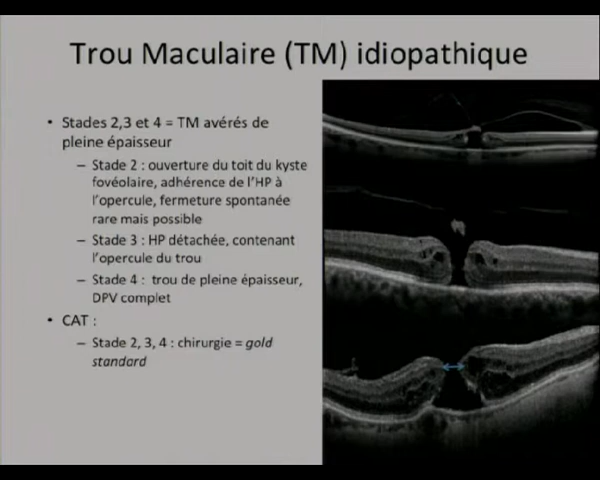 Trou Maculaire (TM) idiopathique
• Stades 2,3 et 4 = TM avérés de
pleine épaisseur
– Stade 2 : ouverture du toit du kyste
fovéolaire, adhérence de l'HP à
l'opercule, fermeture spontanée
rare mais possible
– Stade 3 : HP détachée, contenant
l'opercule du trou
– Stade 4 : trou de pleine épaisseur,
DPV complet
• CAT :
– Stade 2, 3, 4 : chirurgie = gold
standard